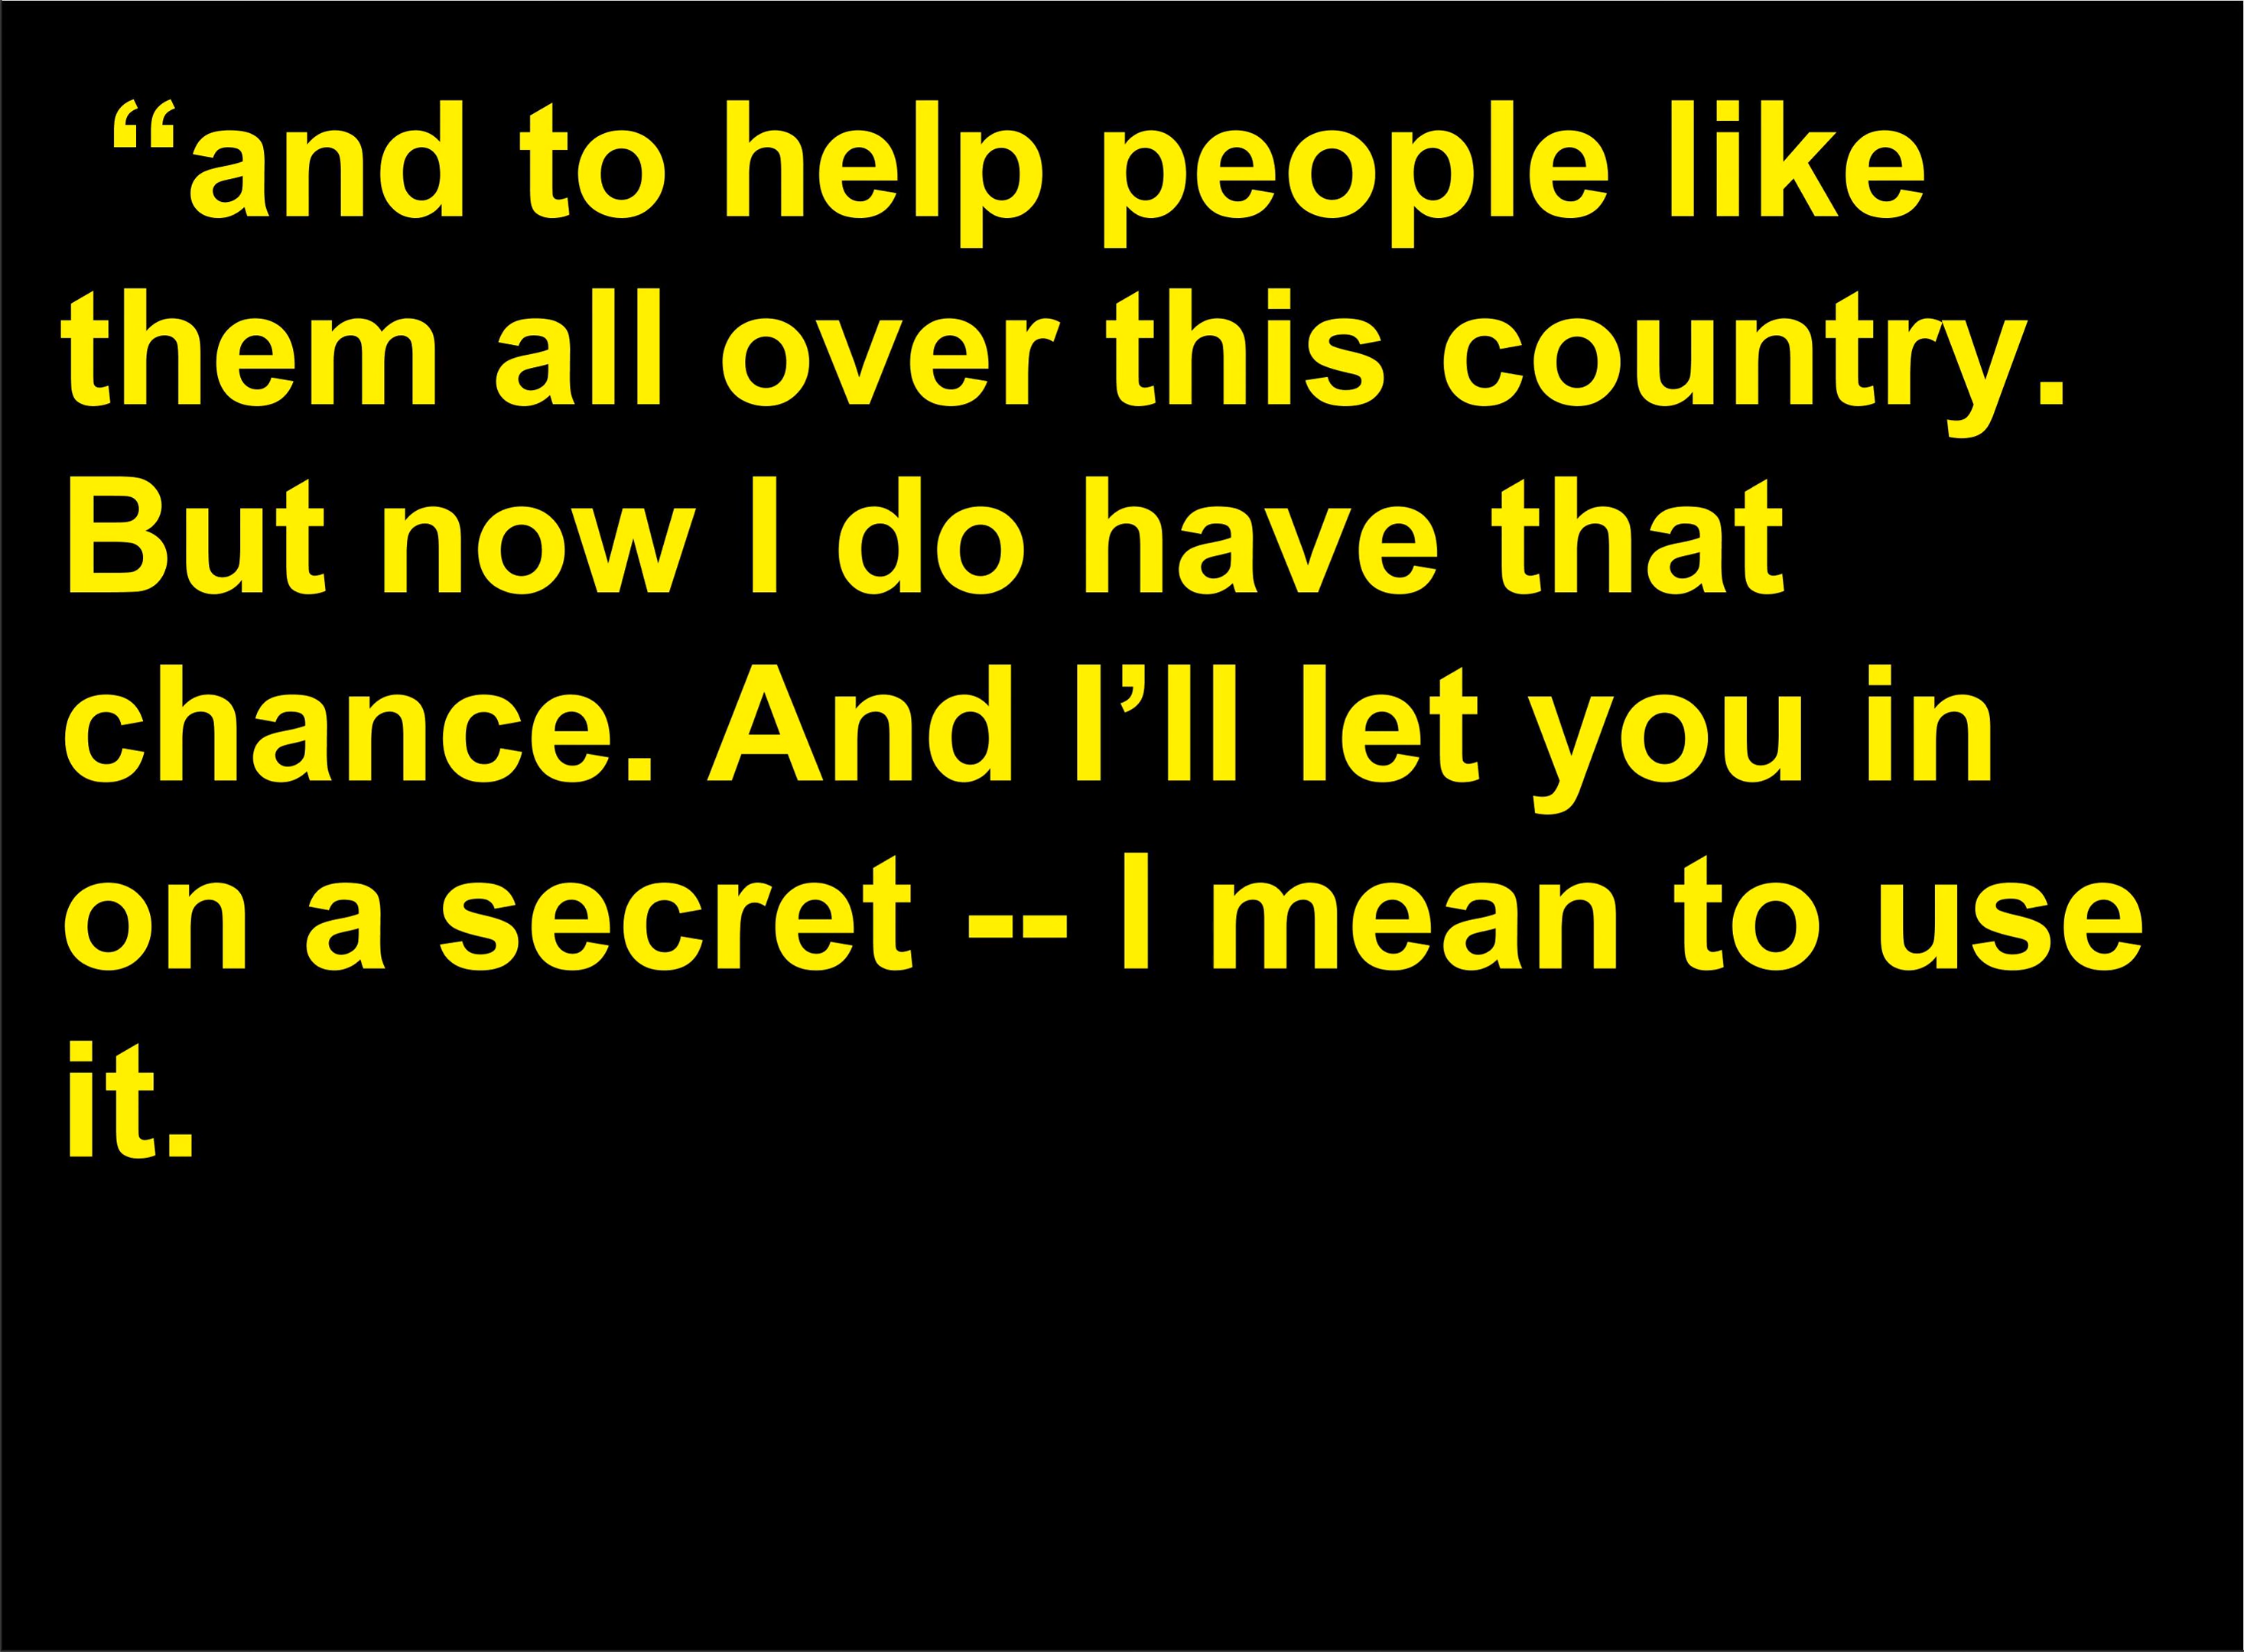 “and to help people like
them all over this country.
But now I do have that
chance. And I’ll let you in
on a secret -- I mean to use
it.